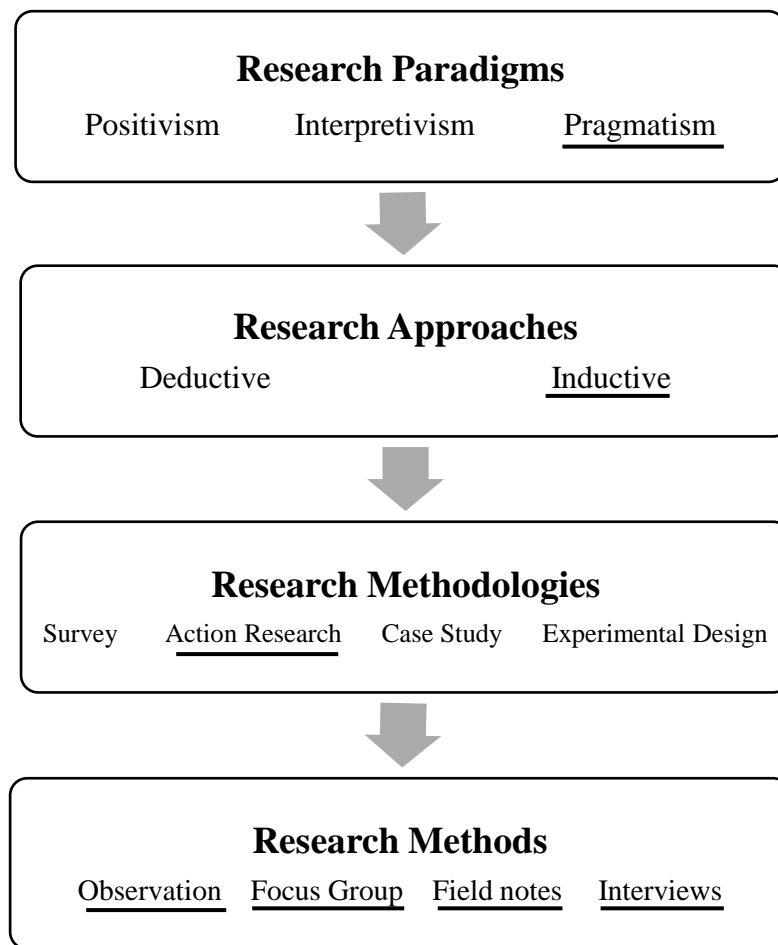 Research Paradigms
Positivism Interpretivism Pragmatism
Research Approaches
Deductive Inductive
Research Methodologies
Survey Action Research Case Study Experimental Design
Research Methods
Observation Focus Group Field notes Interviews